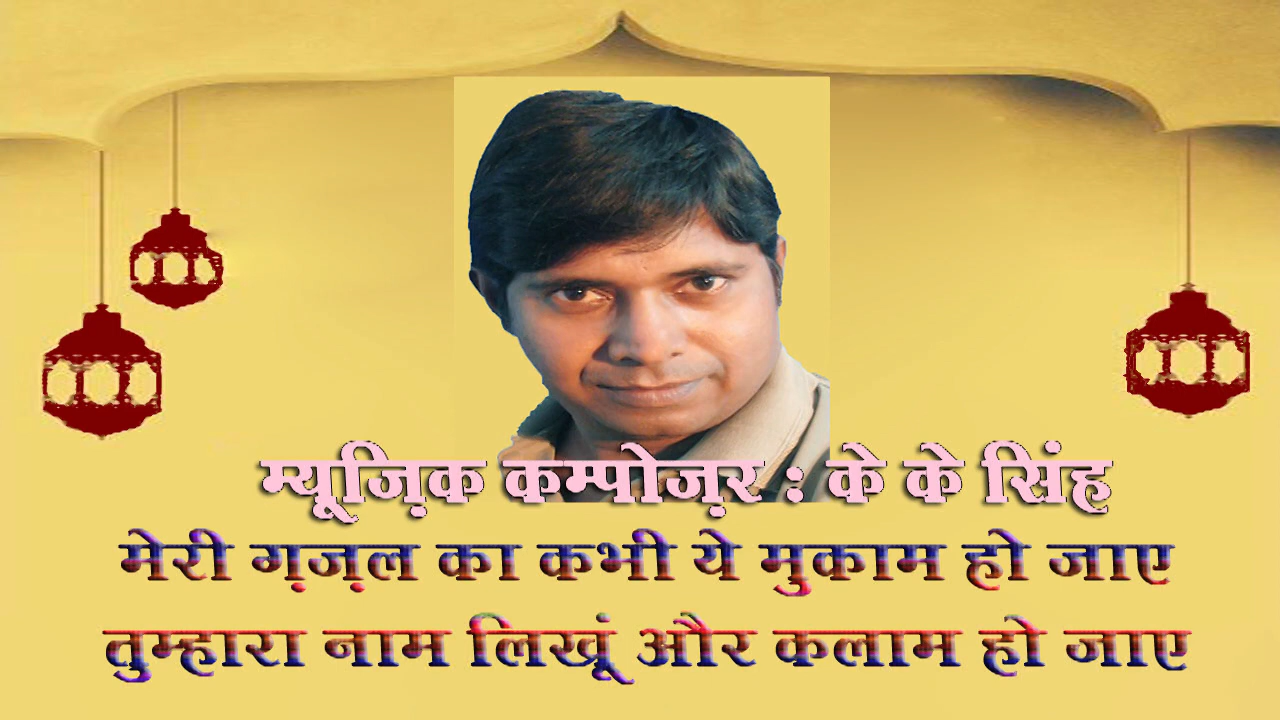 म्यूज़िक कम्पोज़र : के के सिंह
मेरी ग़ज़ल का कभी ये मुकाम हो जाए
तुम्हारा नाम लिखूं और कलाम हो जाए